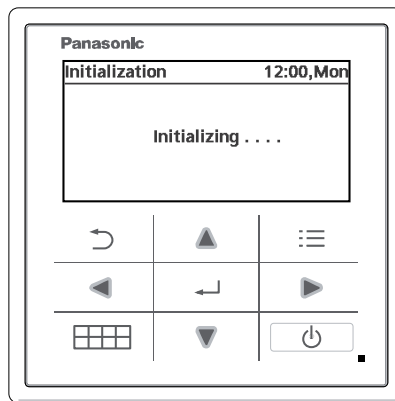 Panasonic
Initialization 12:00,Mon
Initializing . . . .